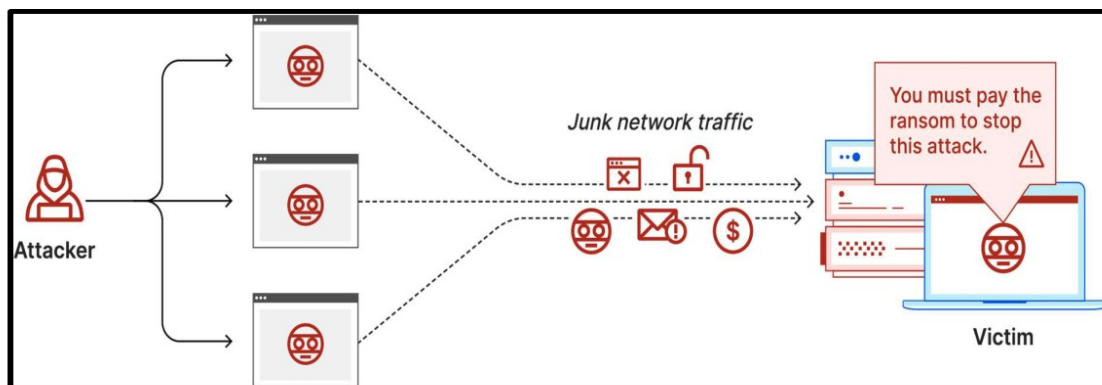 Attacker
Junk network traffic
$
You must pay the
ransom to stop
this attack.
Victim